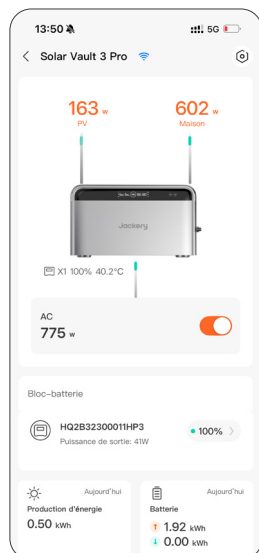 13:50 5G
Solar Vault 3 Pro
163 w 602 w
PV Maison
Jackery
X1 100% 40.2°C
AC
775 w
Bloc-batterie
HQ2B32300011HP3
100%
Puissance de sortie: 41W
Aujourd'hui Aujourd'hui
Production d'énergie Batterie
0.50 kWh 1.92 kWh
0.00 kWh